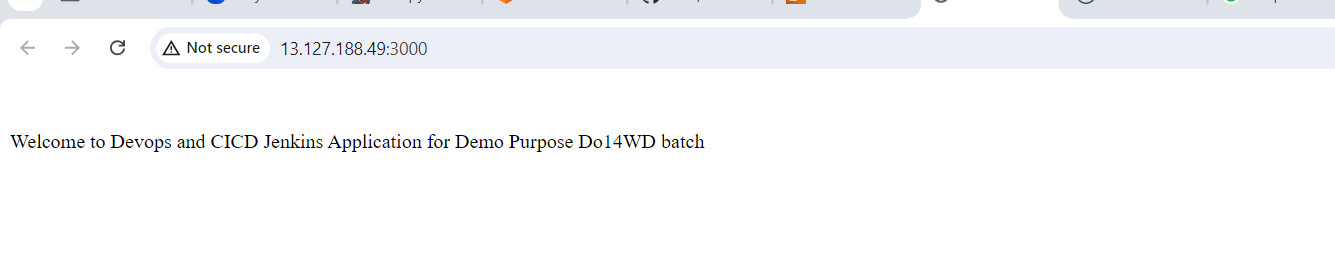 Not secure 13.127.188.49:3000
Welcome to Devops and CICD Jenkins Application for Demo Purpose Do14WD batch